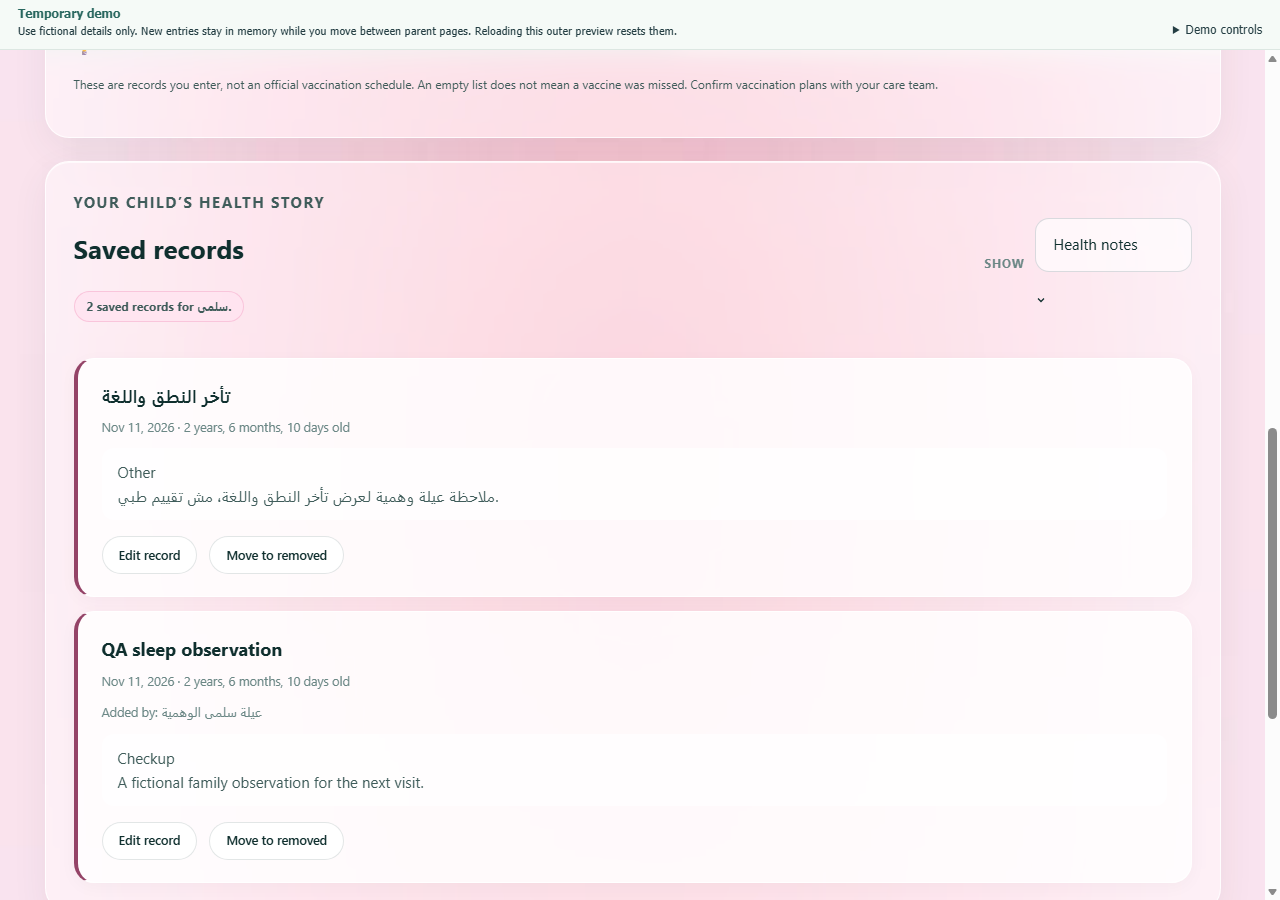 Temporary demo
Use fictional details only. New entries stay in memory while you move between parent pages. Reloading this outer preview resets them.
Demo controls
These are records you enter, not an official vaccination schedule. An empty list does not mean a vaccine was missed. Confirm vaccination plans with your care team.
YOUR CHILD’S HEALTH STORY
Saved records
SHOW
Health notes
2 saved records for سلمى.
تأخر النطق واللغة
Nov 11, 2026 · 2 years, 6 months, 10 days old
Other
ملاحظة عيلة وهمية لعرض تأخر النطق واللغة، مش تقييم طبي.
Edit record
Move to removed
QA sleep observation
Nov 11, 2026 · 2 years, 6 months, 10 days old
Added by: عيلة سلمى الوهمية
Checkup
A fictional family observation for the next visit.
Edit record
Move to removed